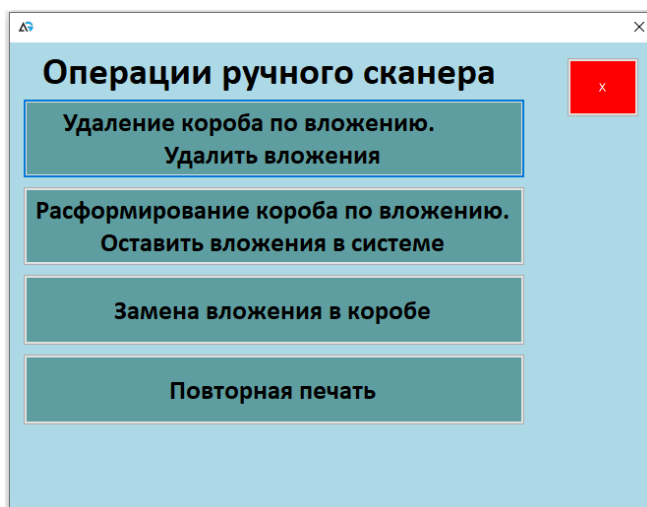 Операции ручного сканера
X
Удаление короба по вложению.
Удалить вложения
Расформирование короба по вложению.
Оставить вложения в системе
Замена вложения в коробе
Повторная печать